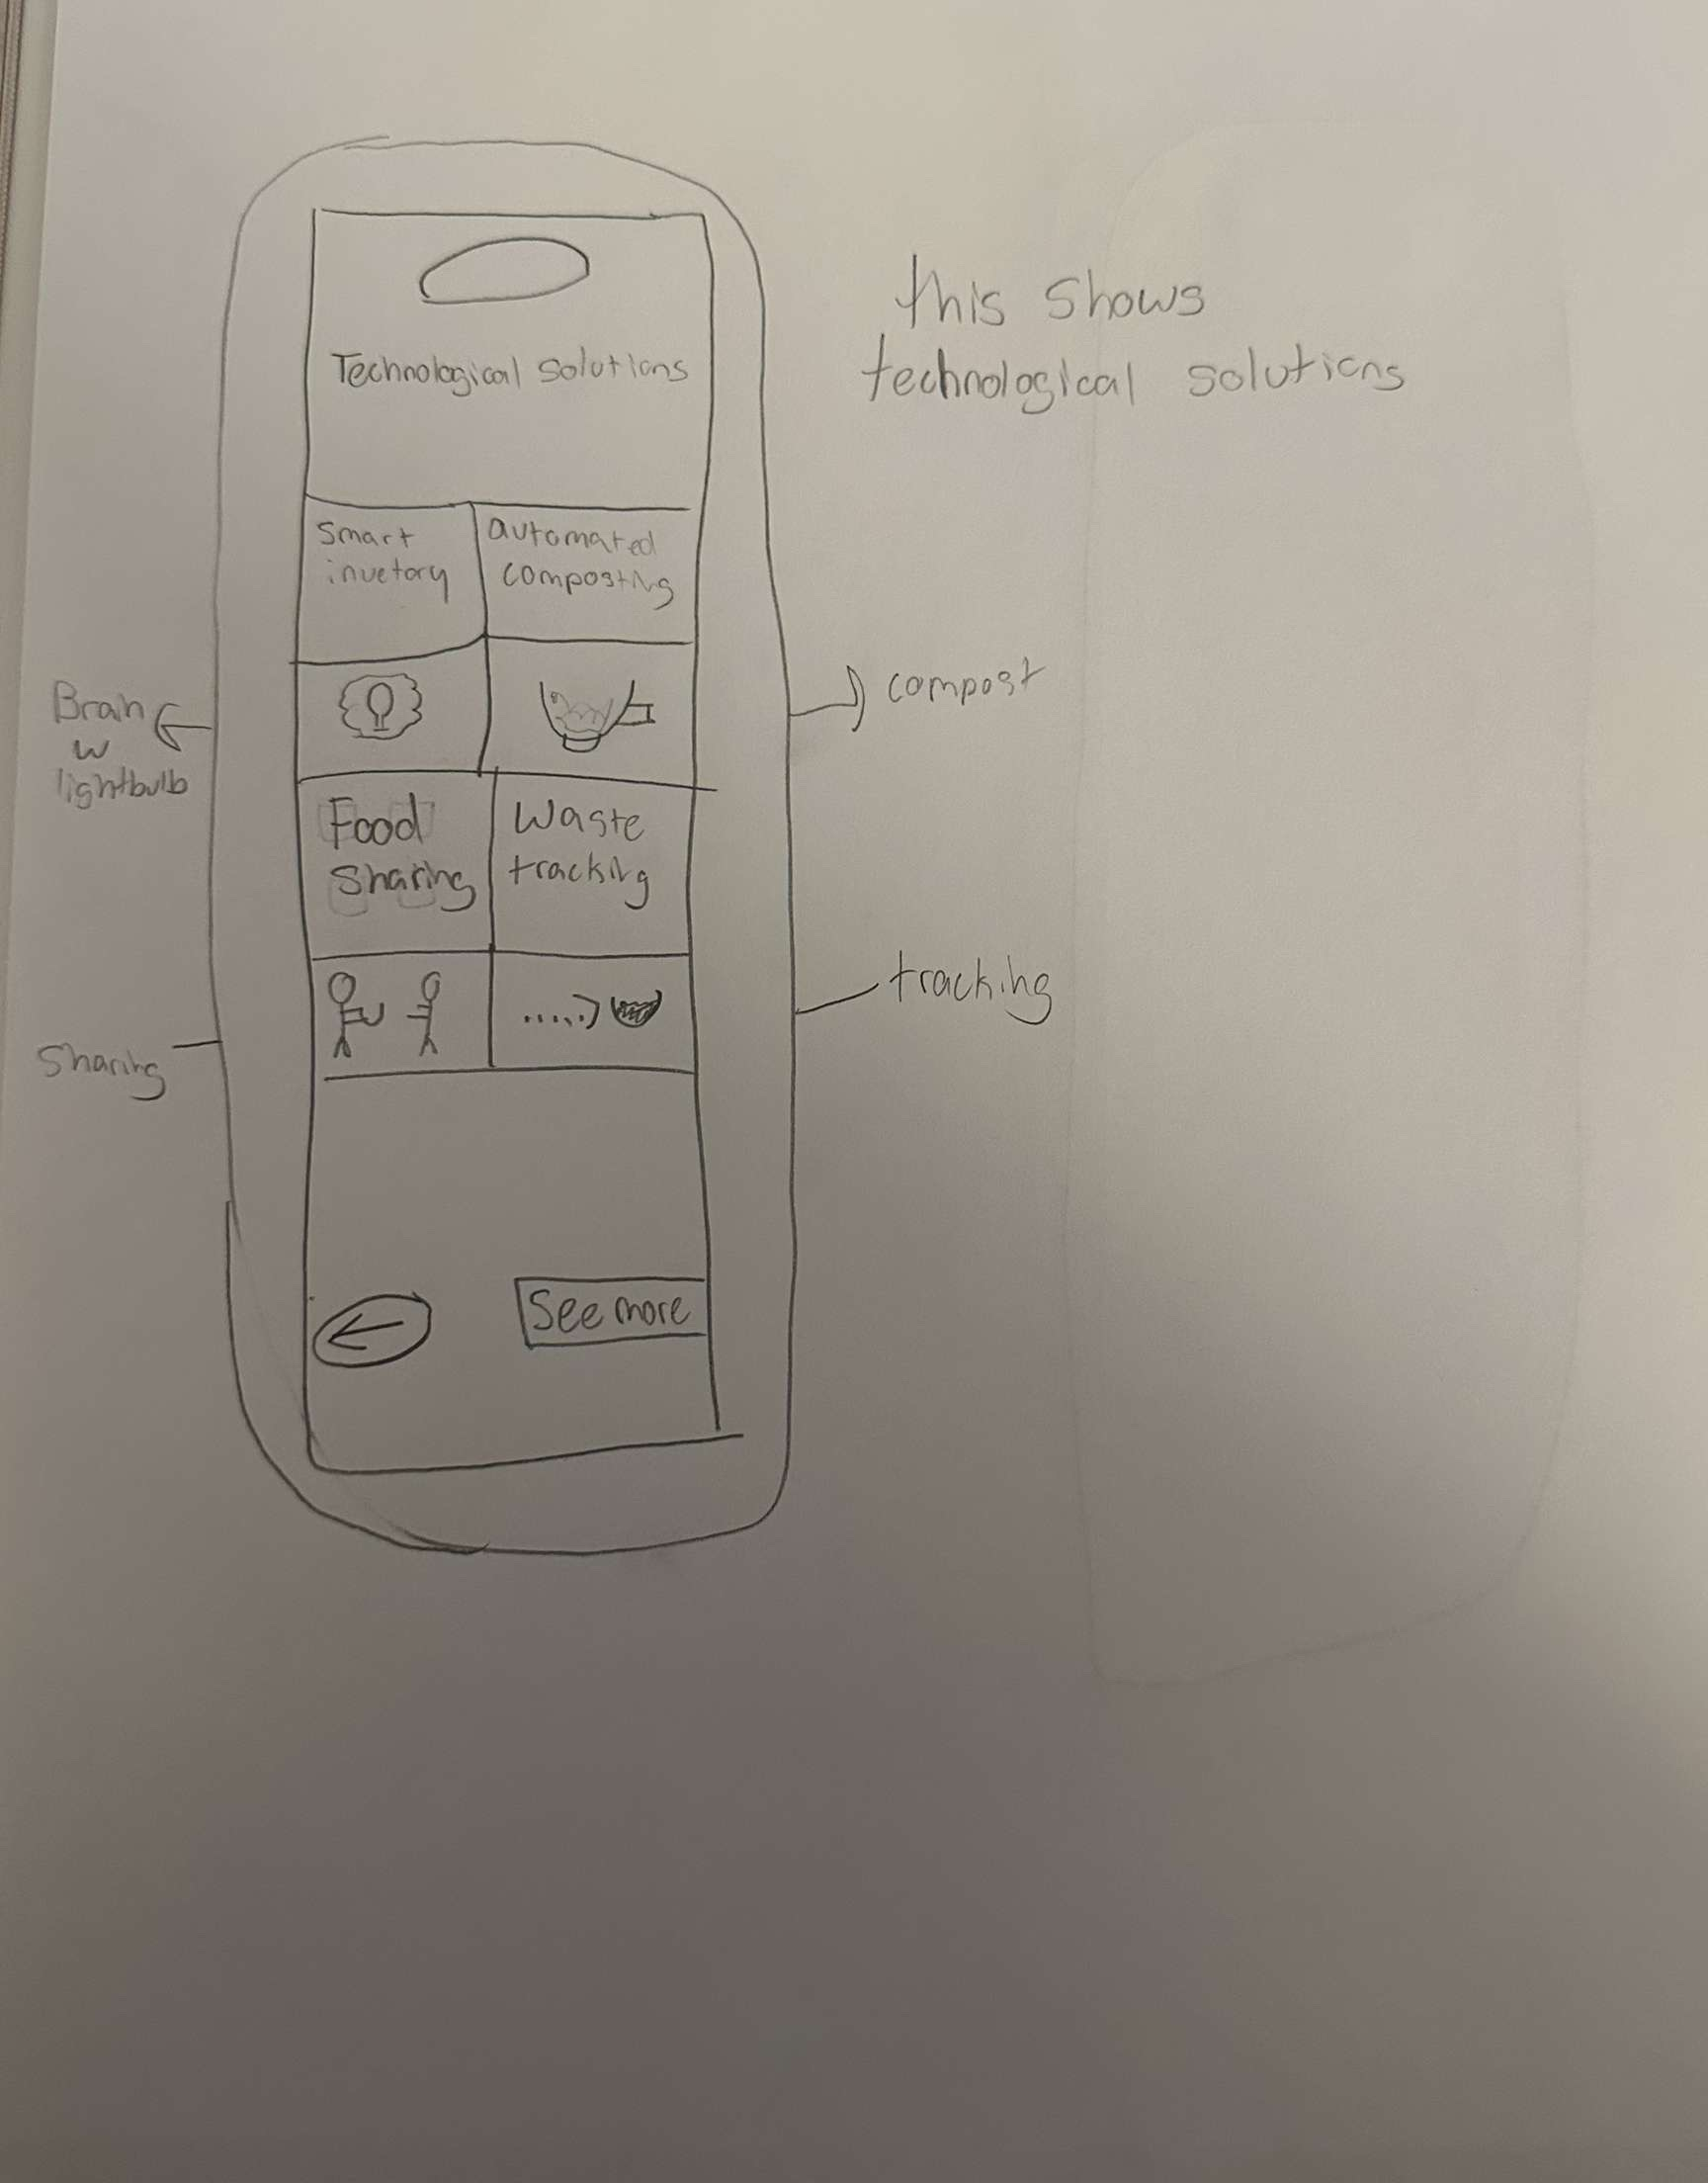 this shows
technological solutions
Technological solutions
Smart
invetory
automated
composting
Brain
w
lightbulb
compost
Food
Sharing
Waste
tracking
tracking
Sharing
See more